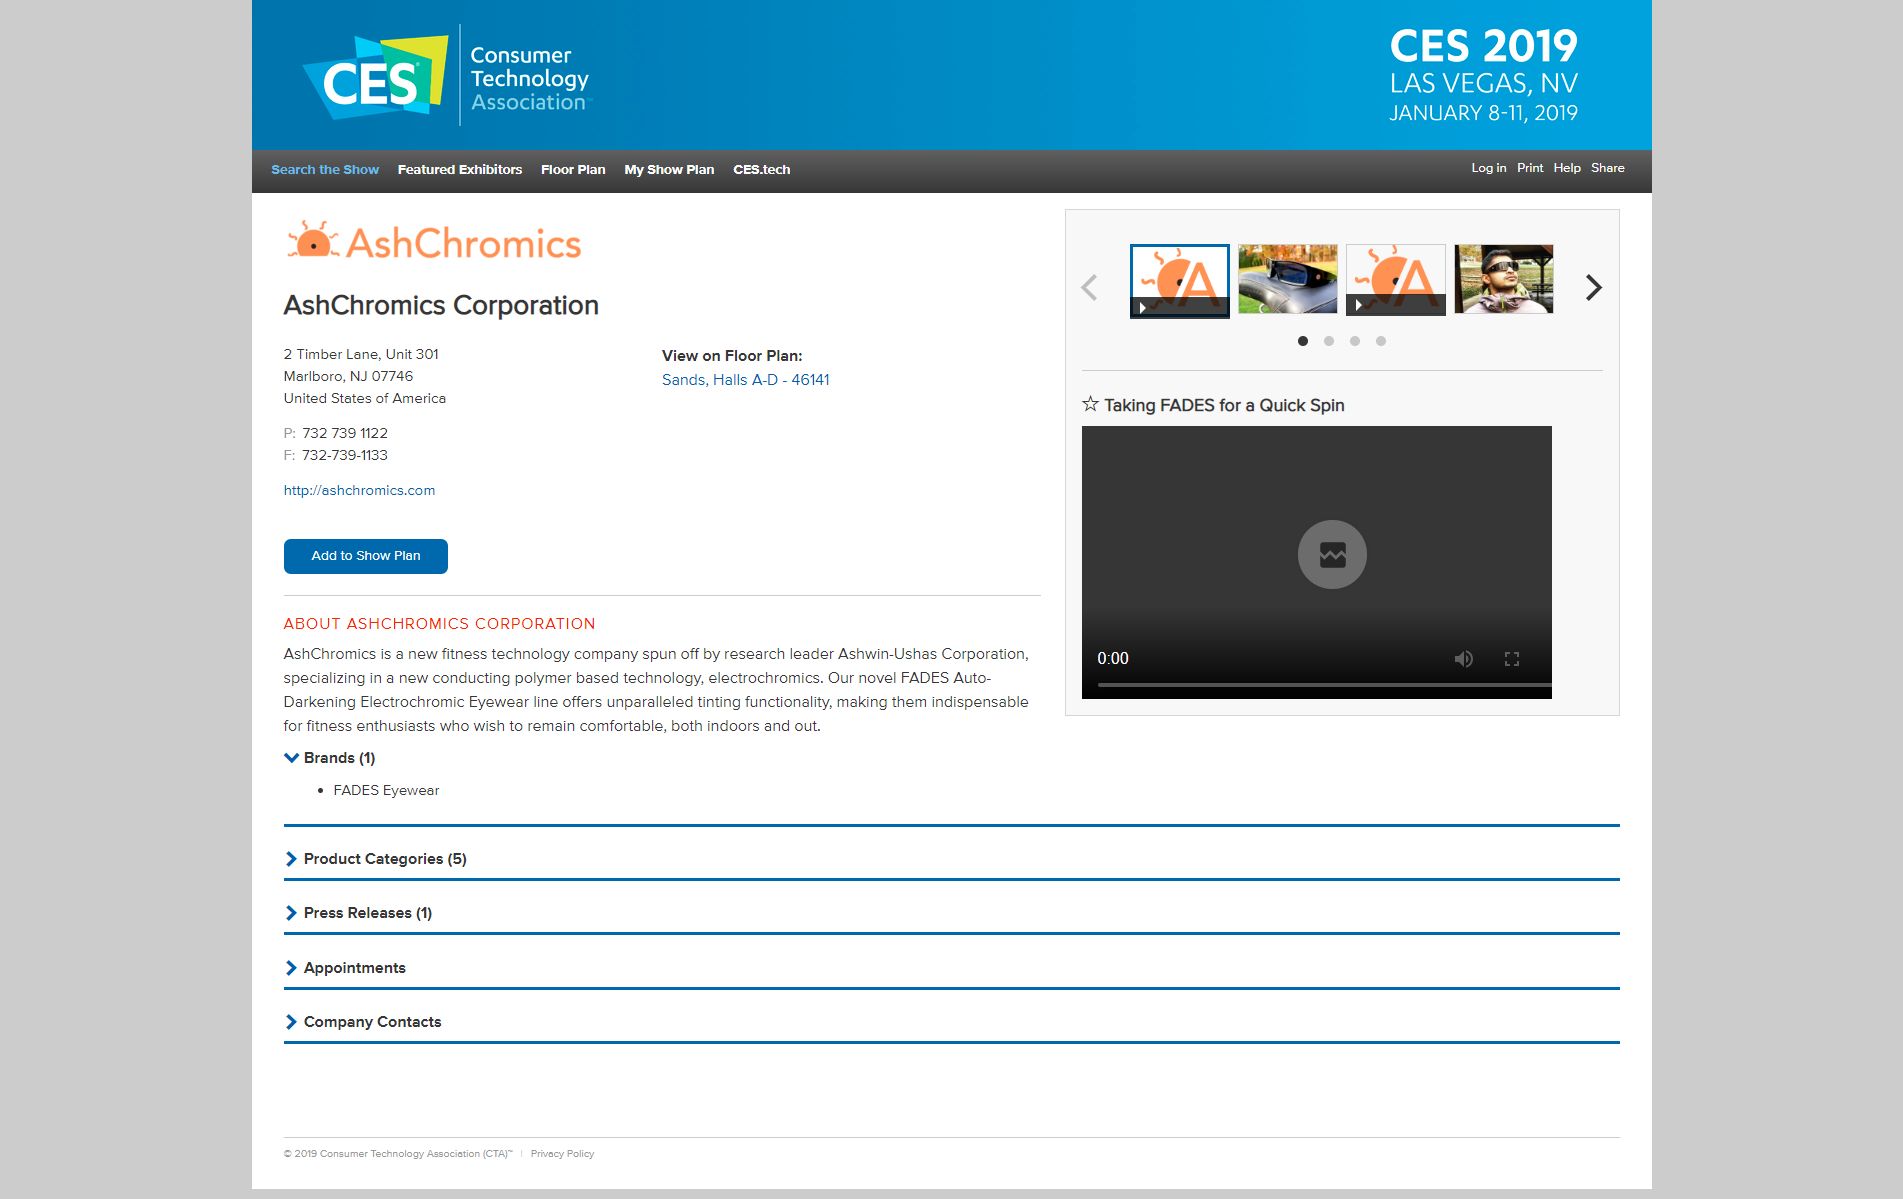 CES
Consumer
Technology
Association™
CES 2019
LAS VEGAS, NV
JANUARY 8-11, 2019
Search the Show Featured Exhibitors Floor Plan My Show Plan CES.tech
Log in Print Help Share
AshChromics
AshChromics Corporation
2 Timber Lane, Unit 301
Marlboro, NJ 07746
United States of America
P: 732 739 1122
F: 732-739-1133
http://ashchromics.com
View on Floor Plan:
Sands, Halls A-D - 46141
Add to Show Plan
A
A
☆ Taking FADES for a Quick Spin
0:00
ABOUT ASHCHROMICS CORPORATION
AshChromics is a new fitness technology company spun off by research leader Ashwin-Ushas Corporation,
specializing in a new conducting polymer based technology, electrochromics. Our novel FADES Auto-
Darkening Electrochromic Eyewear line offers unparalleled tinting functionality, making them indispensable
for fitness enthusiasts who wish to remain comfortable, both indoors and out.
Brands (1)
• FADES Eyewear
Product Categories (5)
Press Releases (1)
Appointments
Company Contacts
© 2019 Consumer Technology Association (CTA)™ | Privacy Policy